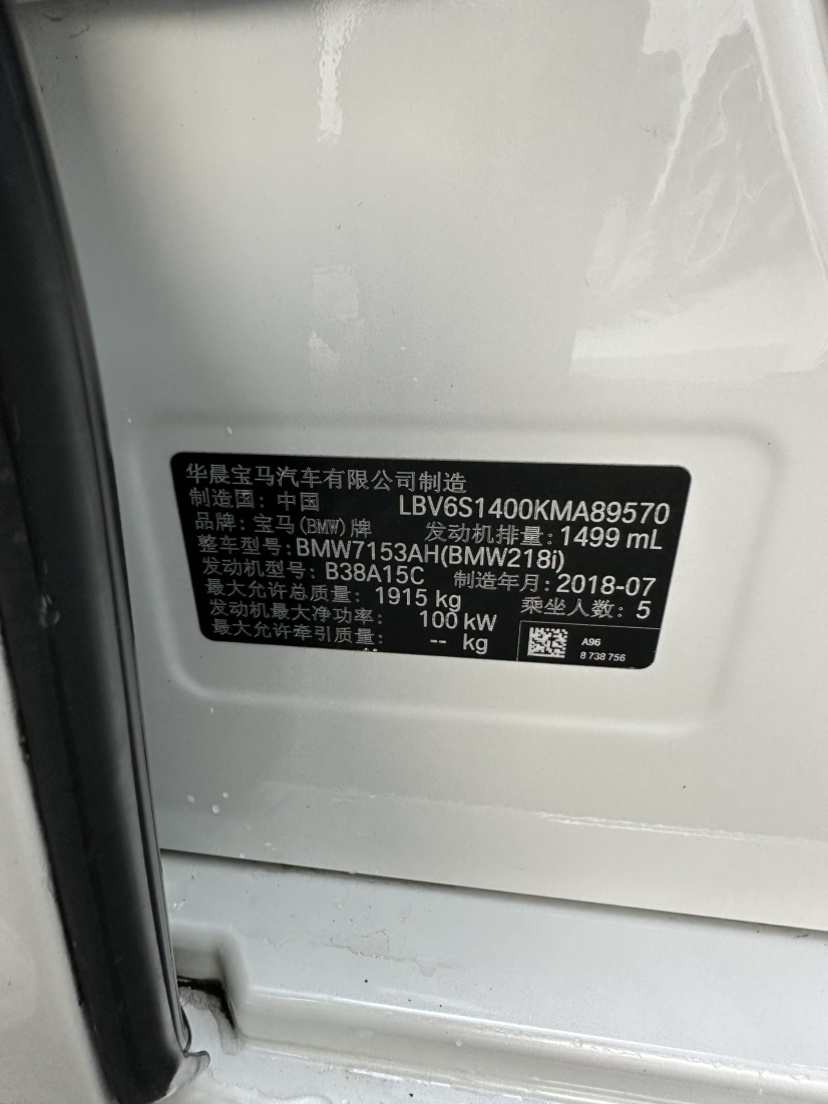 华晨宝马汽车有限公司制造
制造国：中国 LBV6S1400KMA89570
品牌：宝马(BMW)牌 发动机排量：1499 mL
整车型号：BMW7153AH(BMW218i)
发动机型号：B38A15C 制造年月：2018-07
最大允许总质量：1915 kg 乘坐人数：5
发动机最大净功率：100 kW
最大允许牵引质量：-- kg
A96
8 738 756